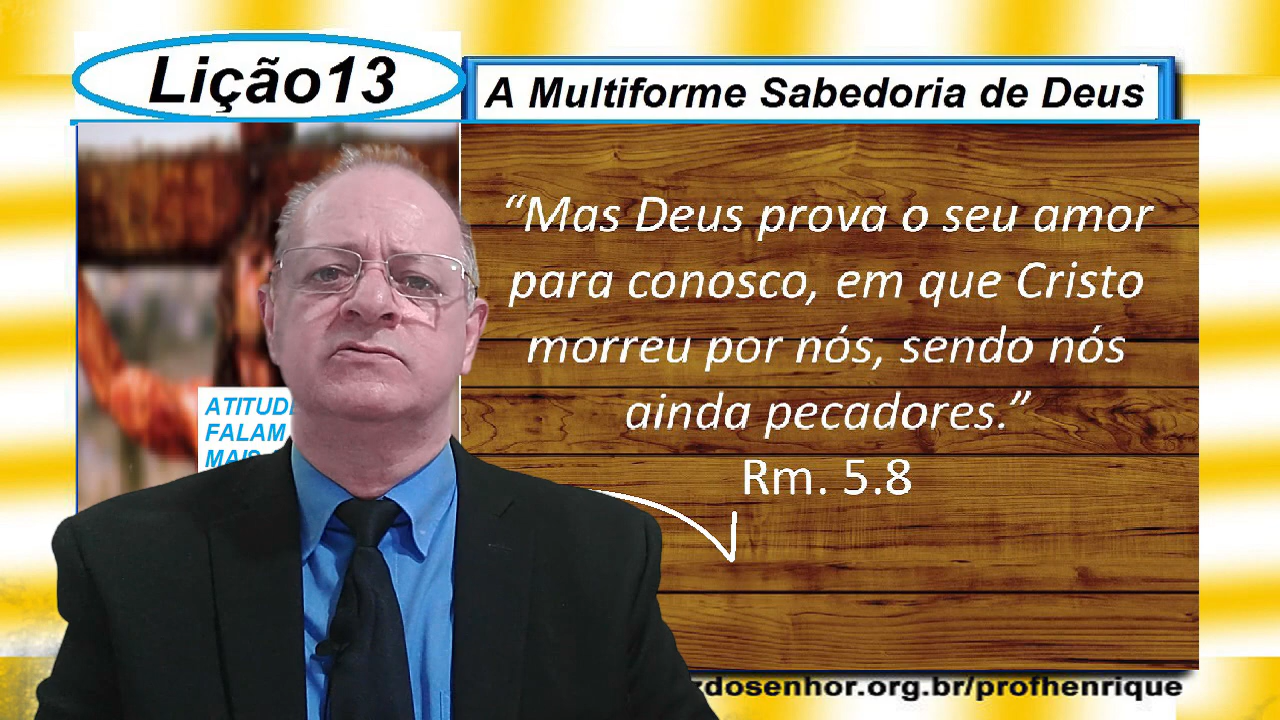 Lição13
A Multiforme Sabedoria de Deus
“Mas Deus prova o seu amor
para conosco, em que Cristo
morreu por nós, sendo nós
ainda pecadores.”
Rm. 5.8
FALAM
dosenhor.org.br/profhenrique